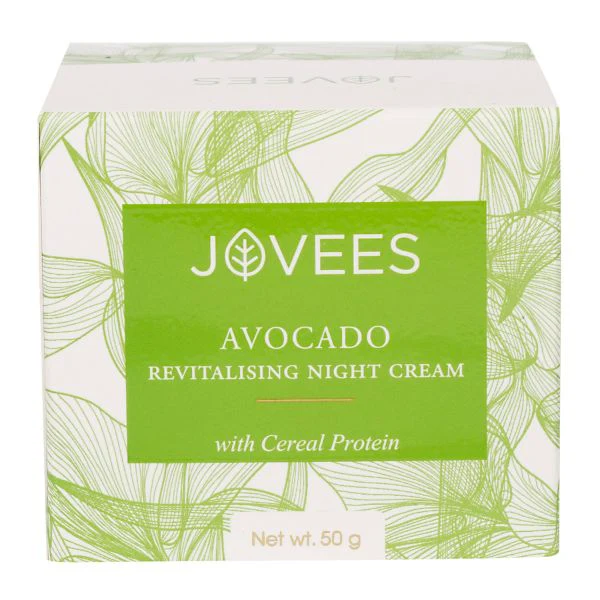 JOVEES
JOVEES
AVOCADO
REVITALISING NIGHT CREAM
with Cereal Protein
Net wt. 50 g